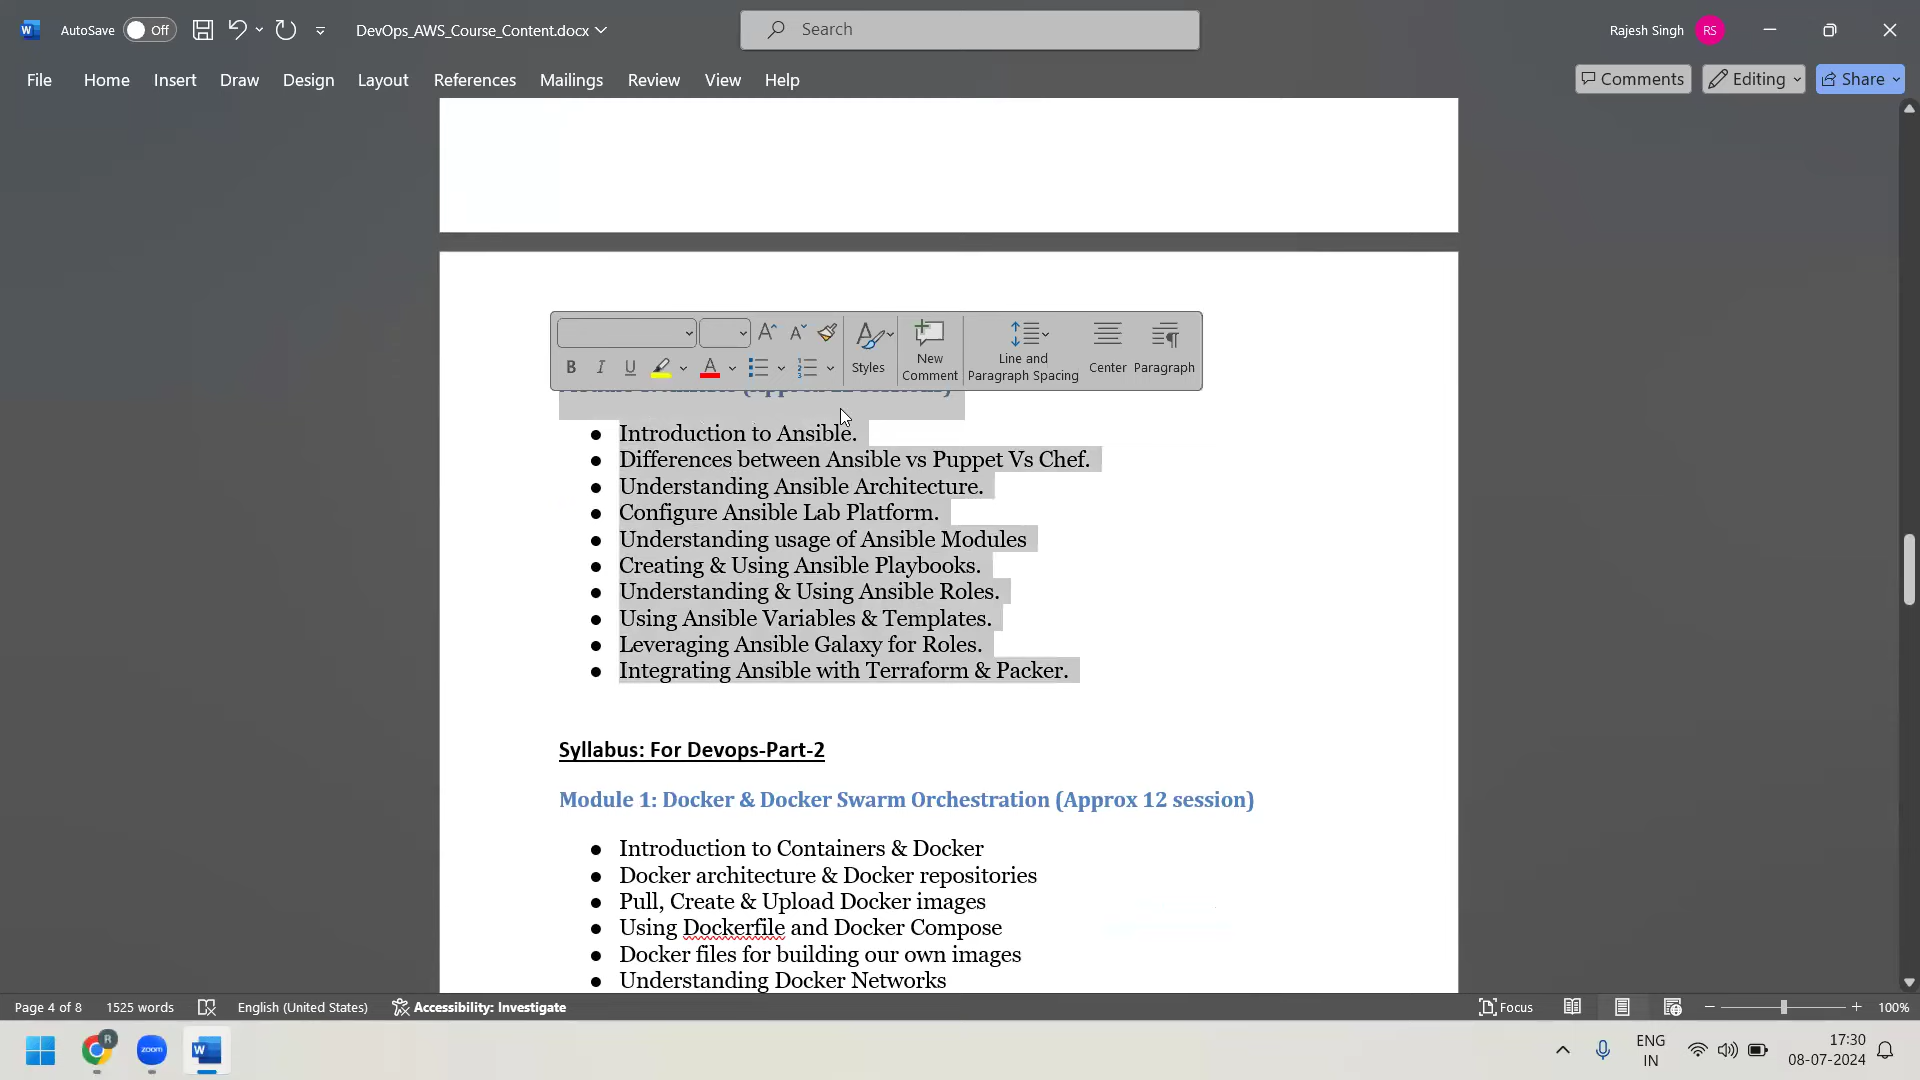 AutoSave Off DevOps_AWS_Course_Content.docx Search Rajesh Singh RS
File Home Insert Draw Design Layout References Mailings Review View Help Comments Editing Share
Styles New Comment Line and Paragraph Spacing Center Paragraph
B I U A
● Introduction to Ansible.
● Differences between Ansible vs Puppet Vs Chef.
● Understanding Ansible Architecture.
● Configure Ansible Lab Platform.
● Understanding usage of Ansible Modules
● Creating & Using Ansible Playbooks.
● Understanding & Using Ansible Roles.
● Using Ansible Variables & Templates.
● Leveraging Ansible Galaxy for Roles.
● Integrating Ansible with Terraform & Packer.
Syllabus: For Devops-Part-2
Module 1: Docker & Docker Swarm Orchestration (Approx 12 session)
● Introduction to Containers & Docker
● Docker architecture & Docker repositories
● Pull, Create & Upload Docker images
● Using Dockerfile and Docker Compose
● Docker files for building our own images
● Understanding Docker Networks
Page 4 of 8 1525 words English (United States) Accessibility: Investigate Focus 100%
zoom ENG IN 17:30 08-07-2024